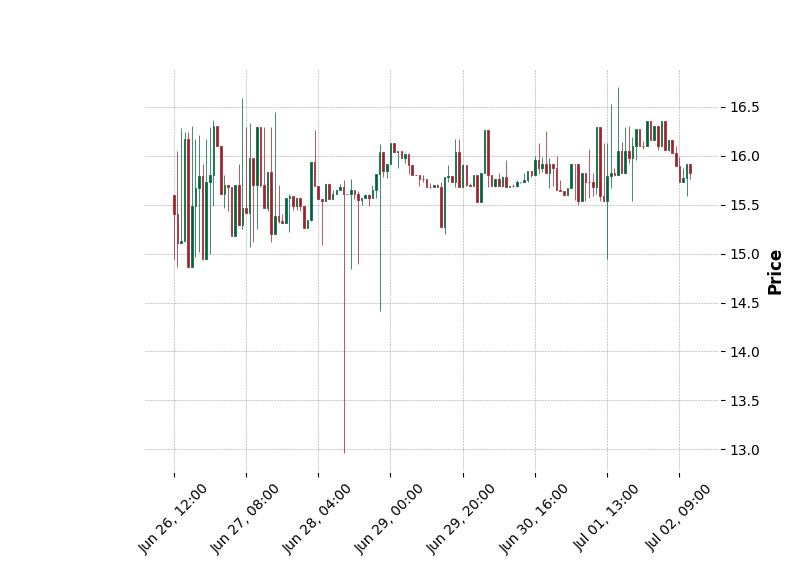 16.5
16.0
15.5
15.0
14.5
14.0
13.5
13.0
Price
Jun 26, 12:00
Jun 27, 08:00
Jun 28, 04:00
Jun 29, 00:00
Jun 29, 20:00
Jun 30, 16:00
Jul 01, 13:00
Jul 02, 09:00